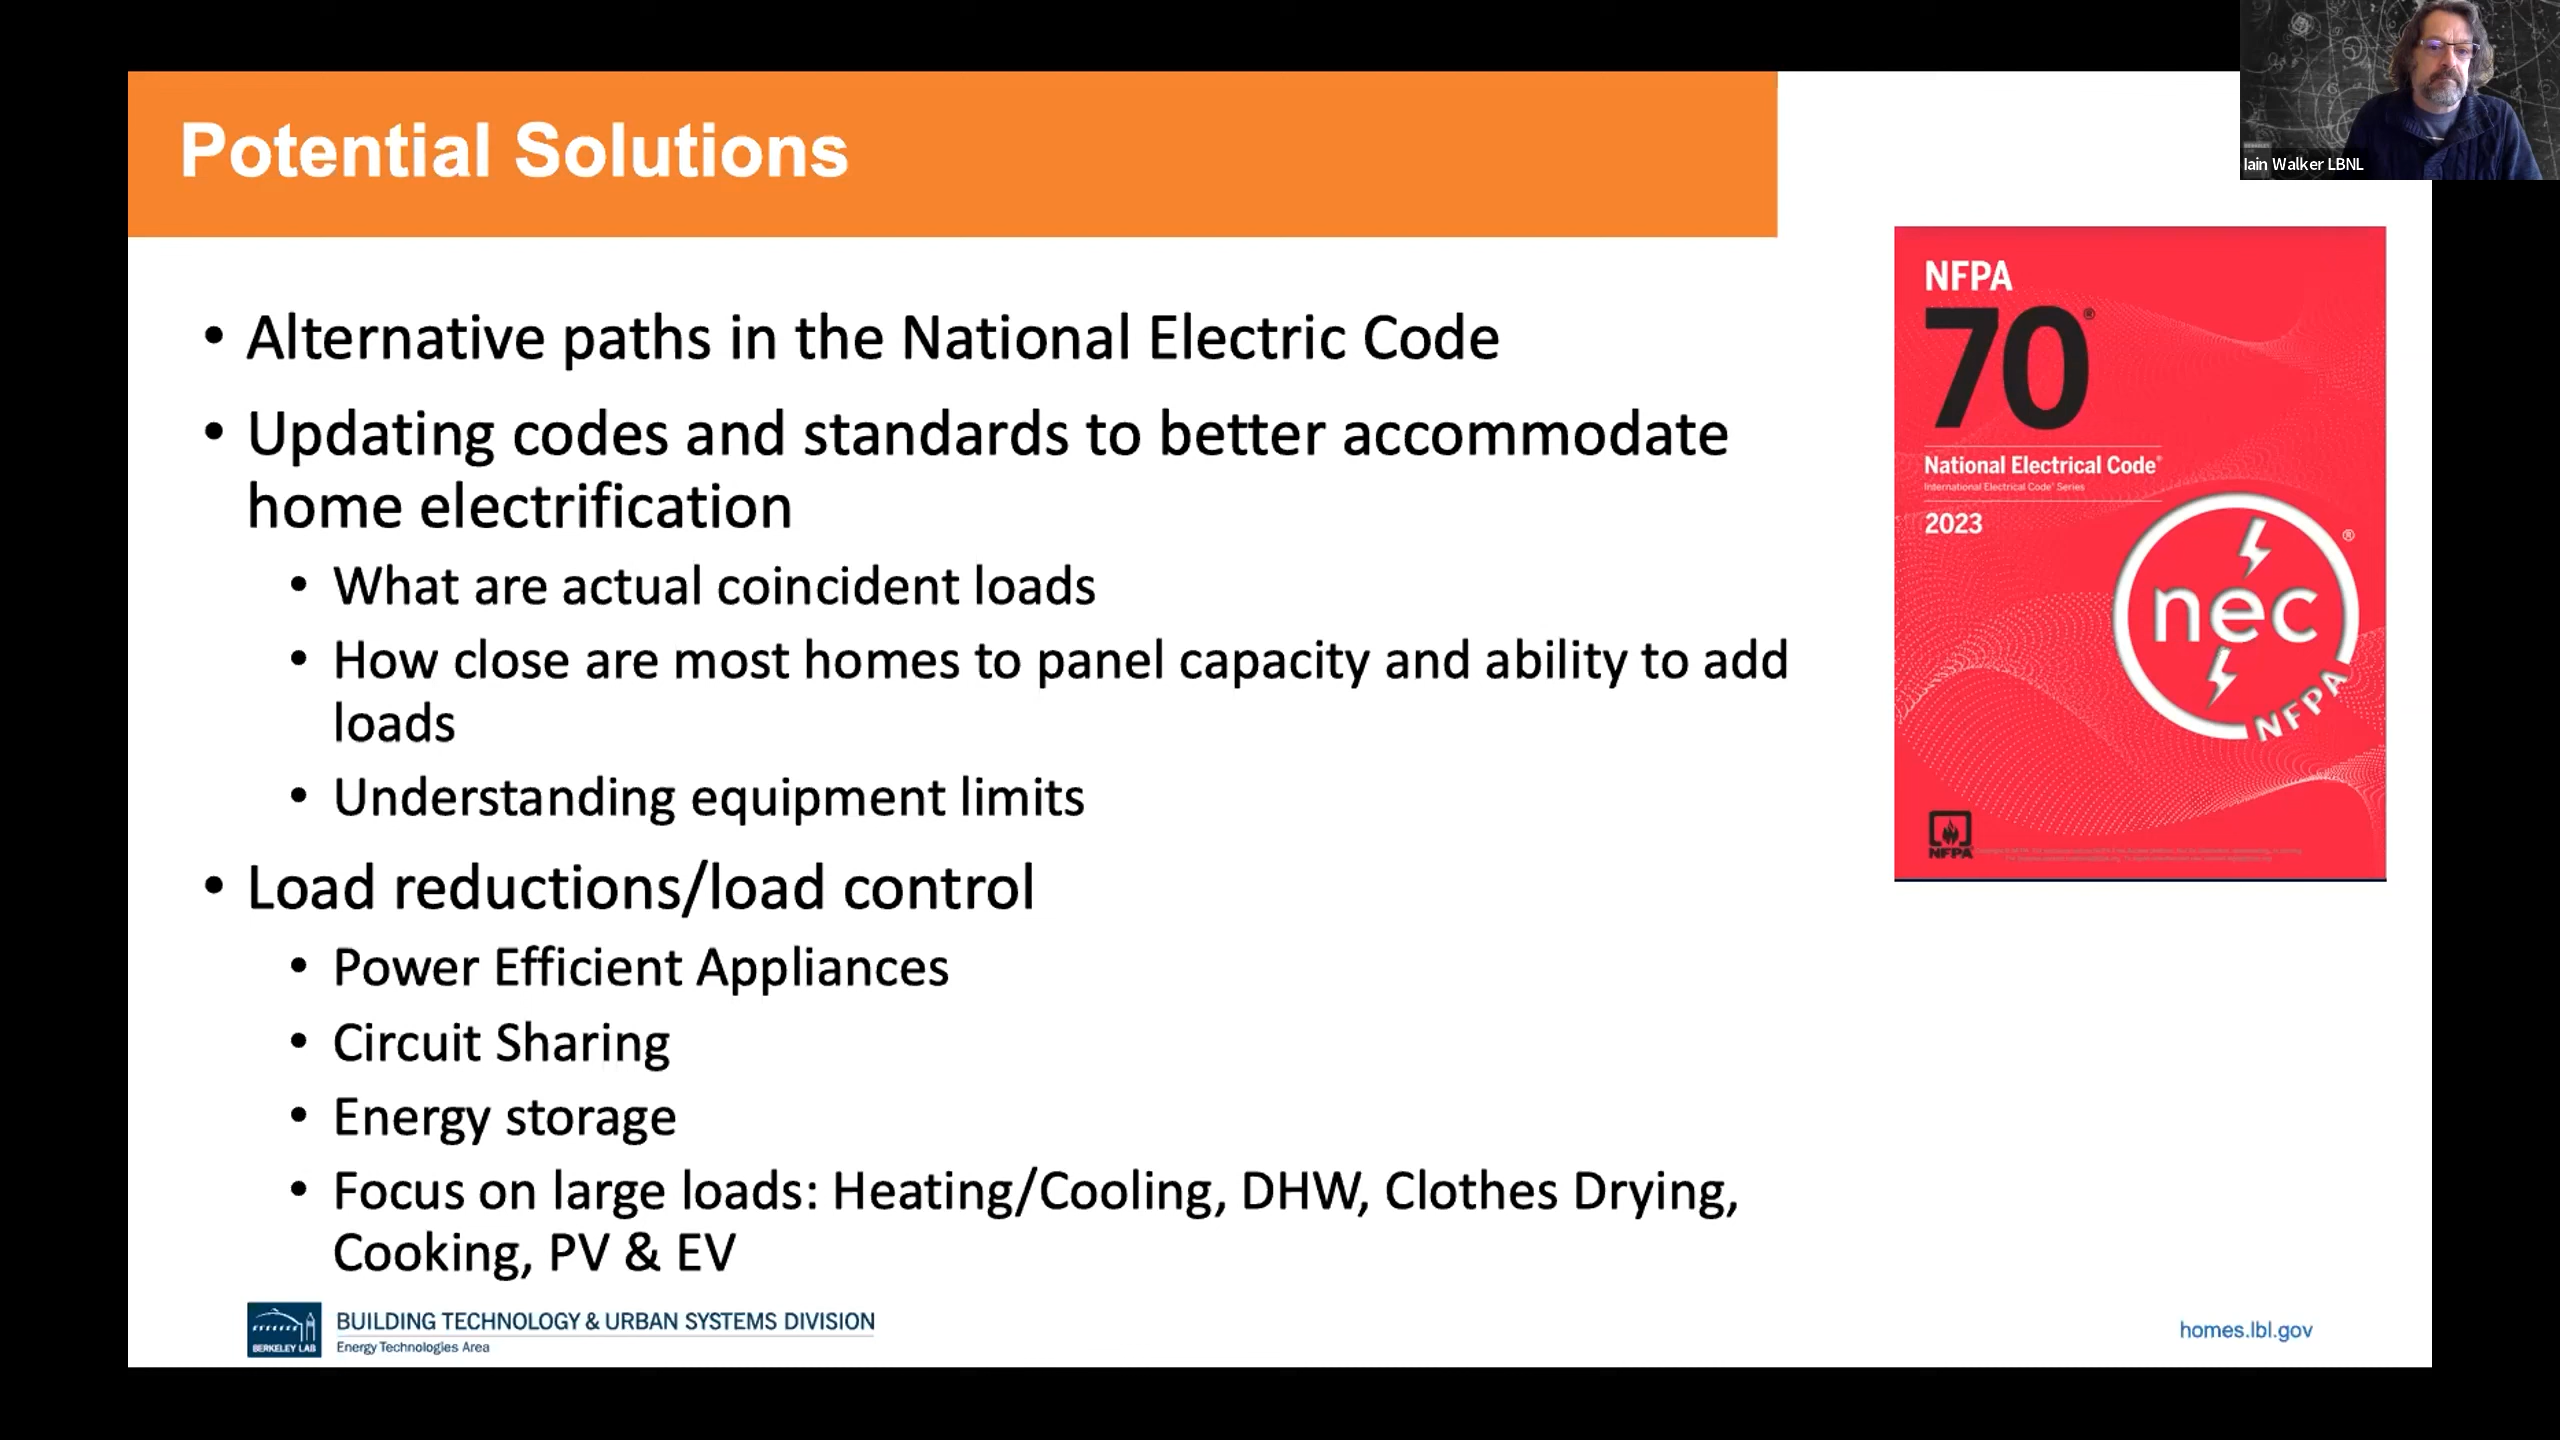 Potential Solutions
Iain Walker LBNL
• Alternative paths in the National Electric Code
• Updating codes and standards to better accommodate
home electrification
• What are actual coincident loads
• How close are most homes to panel capacity and ability to add
loads
• Understanding equipment limits
• Load reductions/load control
• Power Efficient Appliances
• Circuit Sharing
• Energy storage
• Focus on large loads: Heating/Cooling, DHW, Clothes Drying,
Cooking, PV & EV
NFPA
70®
National Electrical Code®
International Electrical Code® Series
2023
nec
®
NFPA
NFPA
BERKELEY LAB
BUILDING TECHNOLOGY & URBAN SYSTEMS DIVISION
Energy Technologies Area
homes.lbl.gov